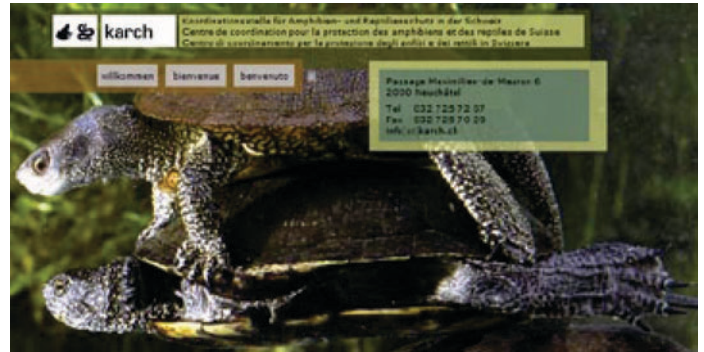 karch
Koordinationsstelle für Amphibien- und Reptilienschutz in der Schweiz
Centre de coordination pour la protection des amphibiens et des reptiles de Suisse
Centro di coordinamento per la protezione degli anfibi e dei rettili in Svizzera
willkommen bienvenue benvenuto
Passage Maximilien-de-Meuron 6
2000 Neuchâtel
Tel 032 725 72 07
Fax 032 725 70 29
karch.ch